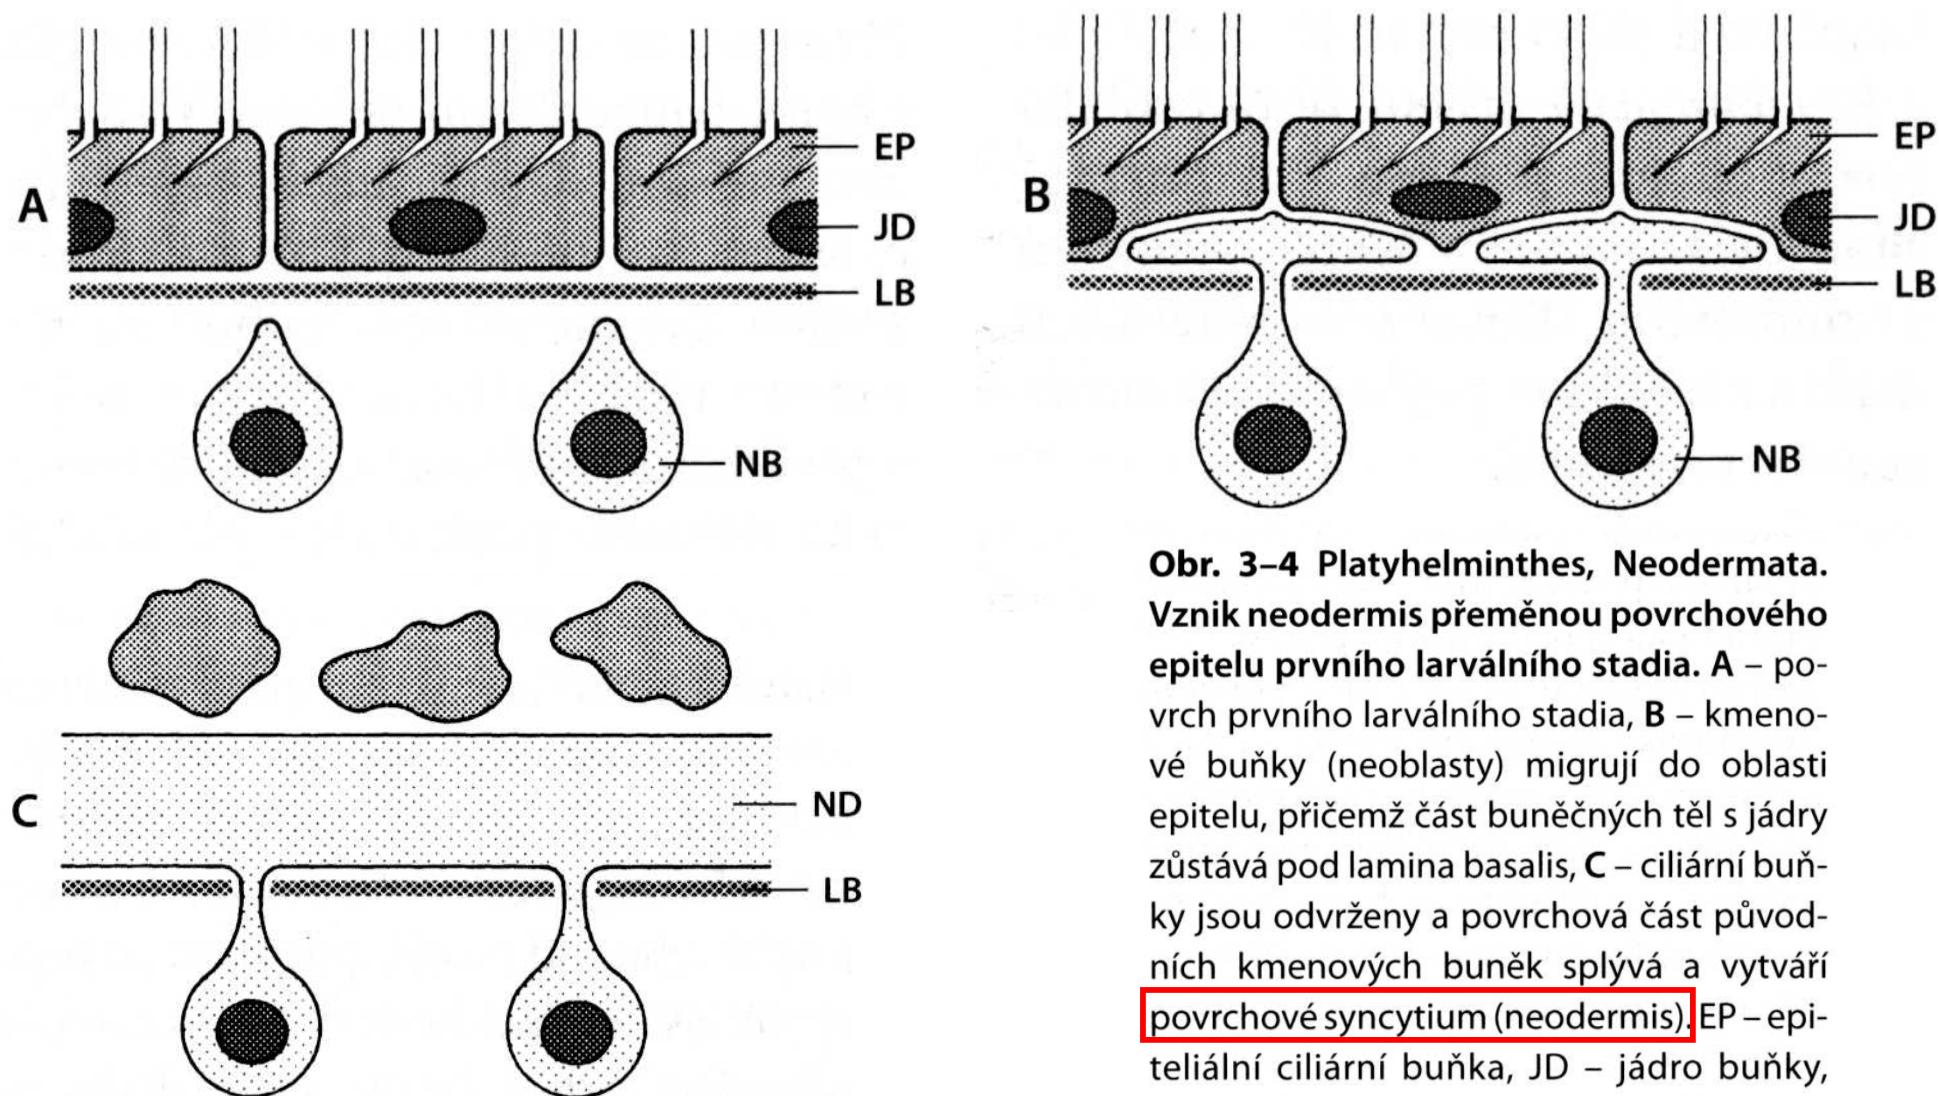 A
EP
JD
LB
NB
B
EP
JD
LB
NB
C
ND
LB
Obr. 3–4 Platyhelminthes, Neodermata.
Vznik neodermis přeměnou povrchového
epitelu prvního larválního stadia. A – po-
vrch prvního larválního stadia, B – kmeno-
vé buňky (neoblasty) migrují do oblasti
epitelu, přičemž část buněčných těl s jádry
zůstává pod lamina basalis, C – ciliární buň-
ky jsou odvrženy a povrchová část původ-
ních kmenových buněk splývá a vytváří
povrchové syncytium (neodermis). EP – epi-
teliální ciliární buňka, JD – jádro buňky,